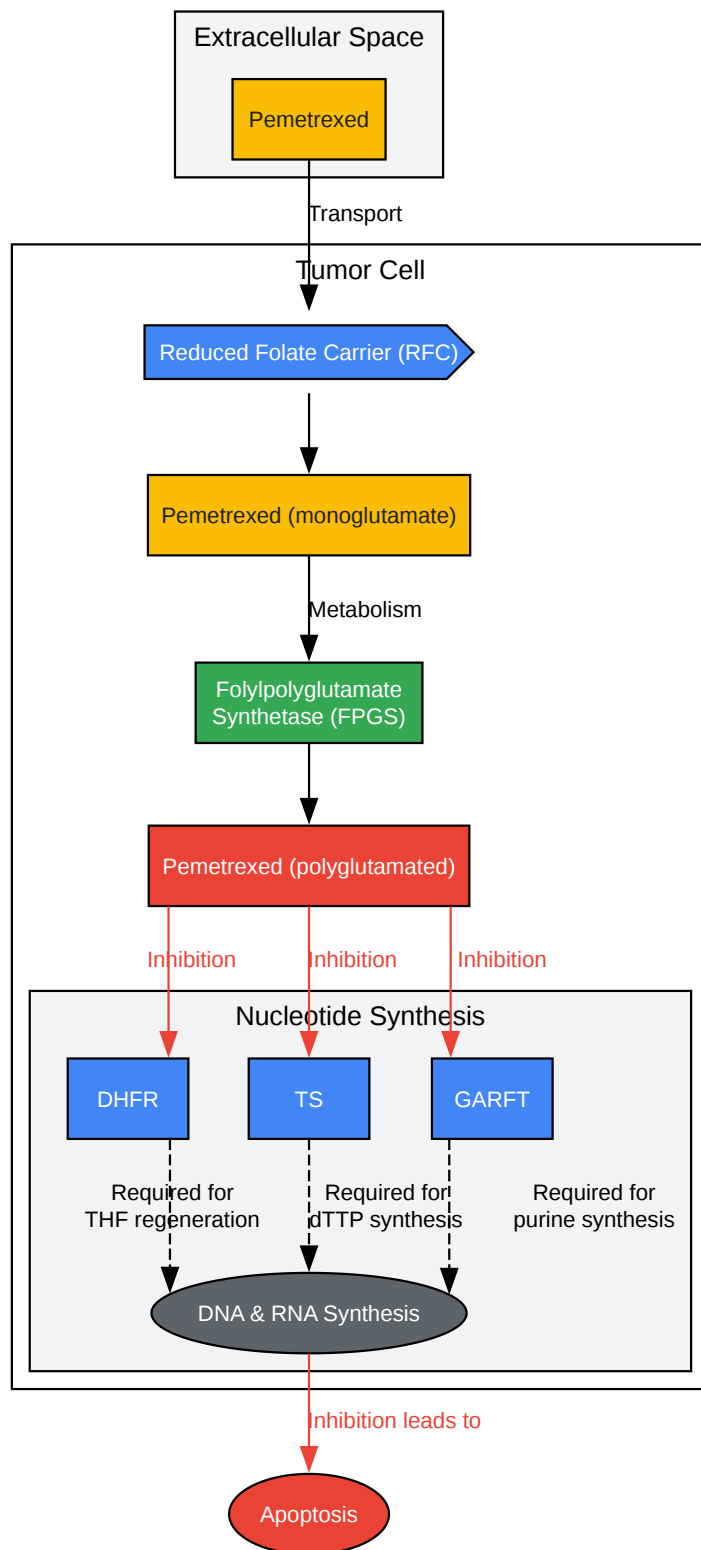 Extracellular Space
Pemetrexed
Transport
Tumor Cell
Reduced Folate Carrier (RFC)
Pemetrexed (monoglutamate)
Metabolism
Folylpolyglutamate
Synthetase (FPGS)
Pemetrexed (polyglutamated)
Inhibition
Inhibition
Inhibition
Nucleotide Synthesis
DHFR
TS
GARFT
Required for
THF regeneration
Required for
dTTP synthesis
Required for
purine synthesis
DNA & RNA Synthesis
Inhibition leads to
Apoptosis